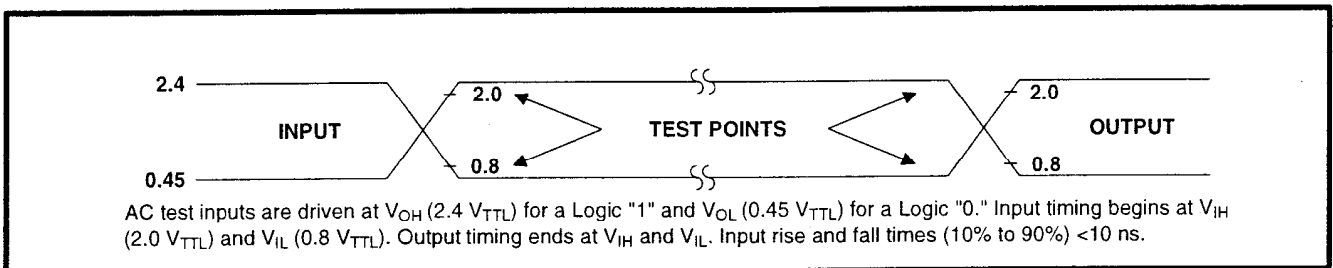 2.4
2.0
2.0
INPUT
TEST POINTS
OUTPUT
0.8
0.8
0.45
AC test inputs are driven at VOH (2.4 VTTL) for a Logic "1" and VOL (0.45 VTTL) for a Logic "0." Input timing begins at VIH
(2.0 VTTL) and VIL (0.8 VTTL). Output timing ends at VIH and VIL. Input rise and fall times (10% to 90%) <10 ns.